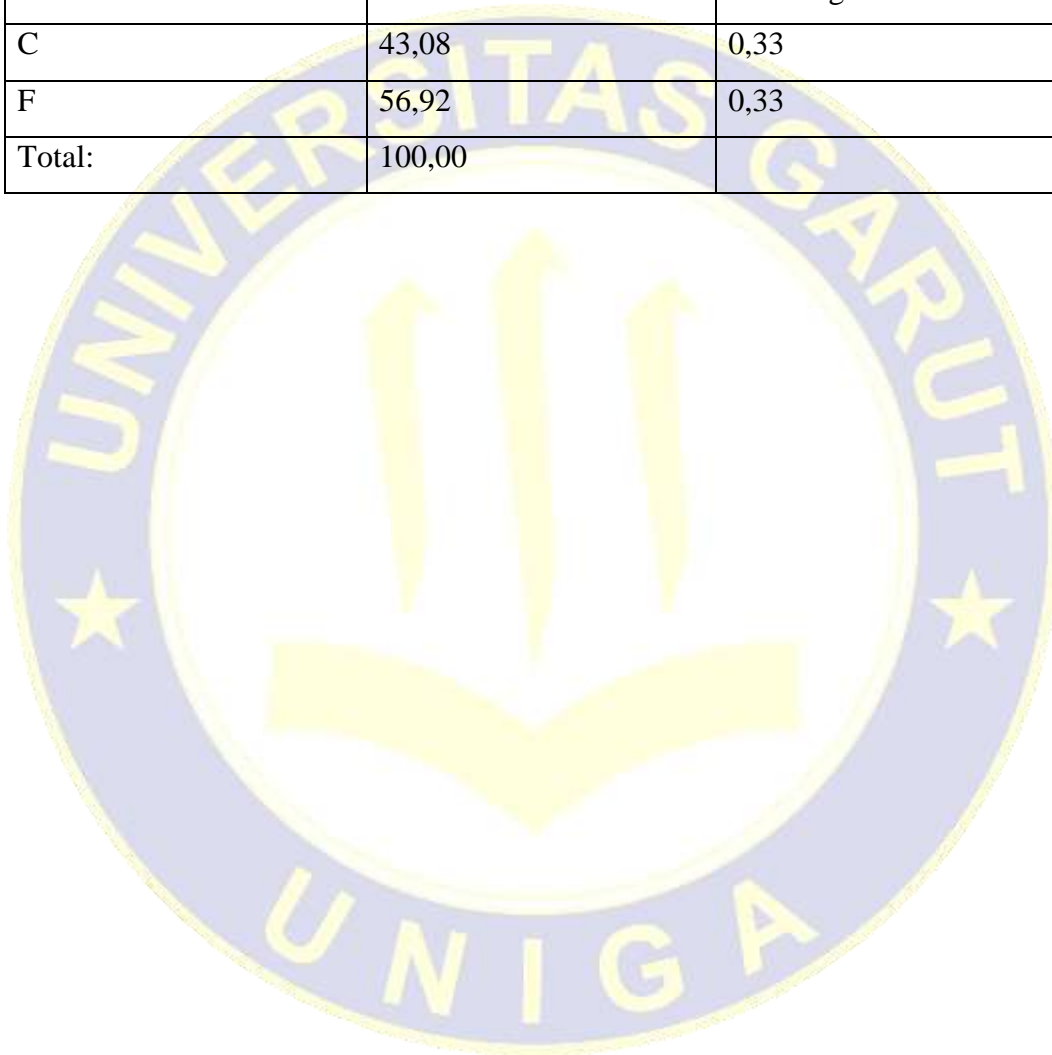 C 43,08 0,33
F 56,92 0,33
Total: 100,00
UNIVERSITAS GARUT
UNIGA